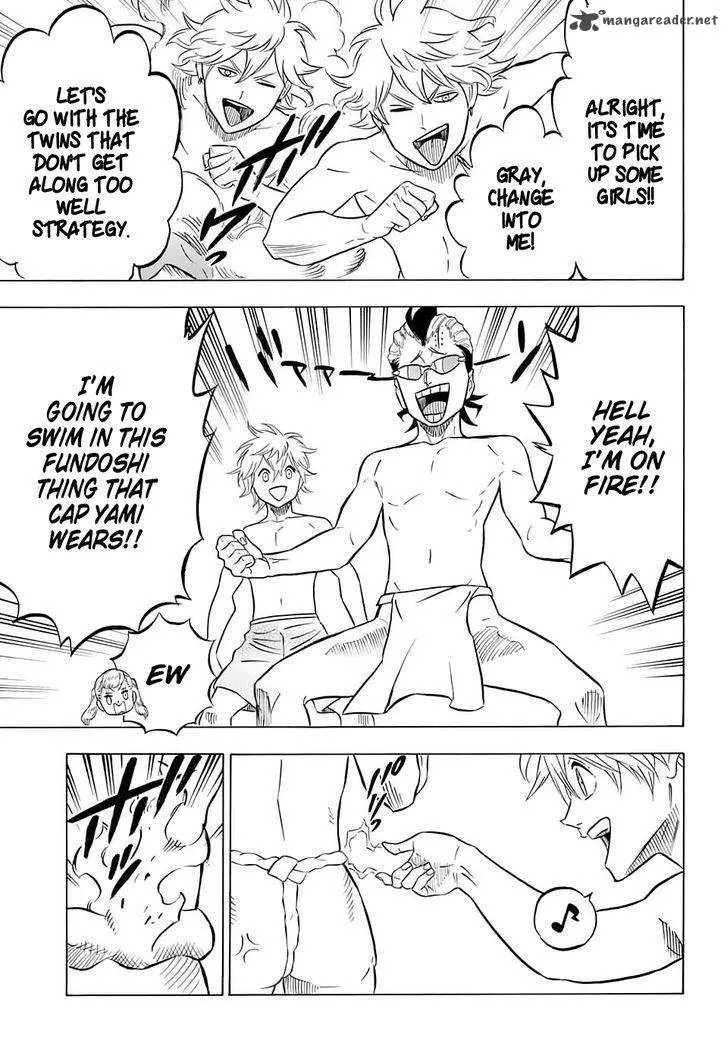 mangareader.net
ALRIGHT,
IT'S TIME
TO PICK
UP SOME
GIRLS!!
GRAY,
CHANGE
INTO
ME!
LET'S
GO WITH THE
TWINS THAT
DON'T GET
ALONG TOO
WELL
STRATEGY.
HELL
YEAH,
I'M ON
FIRE!!
I'M
GOING TO
SWIM IN THIS
FUNDOSHI
THING THAT
CAP YAMI
WEARS!!
EW